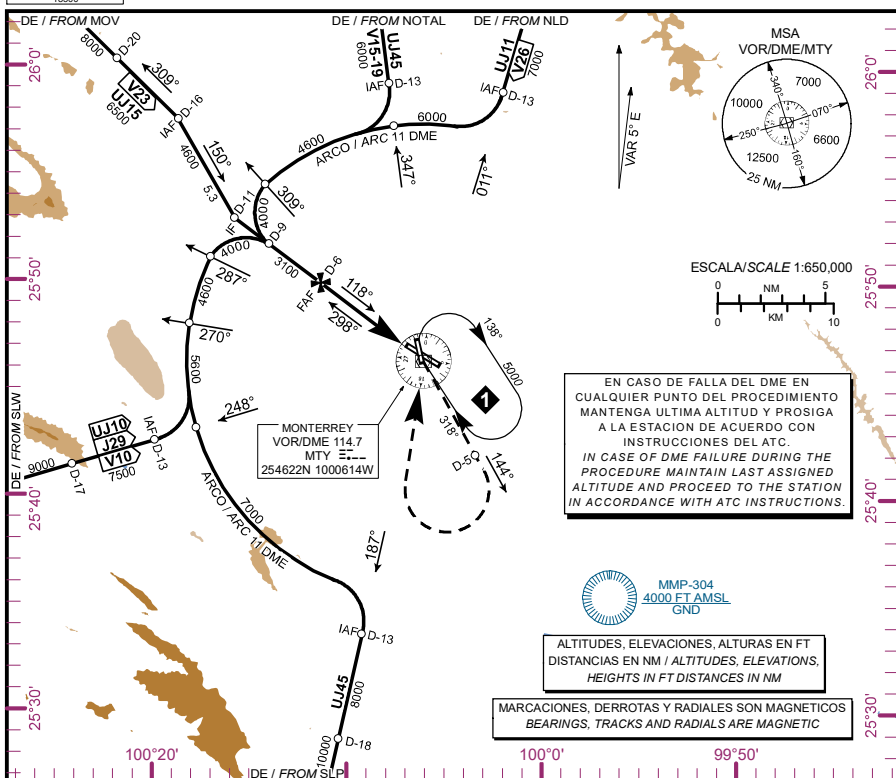 DE / FROM MOV
DE / FROM NOTAL
DE / FROM NLD
8000
D-20
309°
V23
UJ15
6500
IAF
D-16
4600
150°
5.3
IF
D-11
V15-19
UJ45
6000
IAF
D-13
UJ11
V26
7000
IAF
D-13
4600
6000
ARCO / ARC 11 DME
347°
011°
309°
4000
D-9
4000
287°
4600
270°
5600
248°
3100
D-6
FAF
118°
298°
VAR 5° E
MSA
VOR/DME/MTY
7000
10000
340°
070°
250°
160°
6600
12500
25 NM
ESCALA/SCALE 1:650,000
0
NM
5
0
KM
10
138°
5000
1
318°
D-5
144°
MONTERREY
VOR/DME 114.7
MTY
254622N 1000614W
DE / FROM SLW
9000
D-17
UJ10
J29
V10
7500
IAF
D-13
7000
ARCO / ARC 11 DME
187°
IAF
D-13
UJ45
8000
D-18
10000
DE / FROM SLP
EN CASO DE FALLA DEL DME EN
CUALQUIER PUNTO DEL PROCEDIMIENTO
MANTENGA ULTIMA ALTITUD Y PROSIGA
A LA ESTACION DE ACUERDO CON
INSTRUCCIONES DEL ATC.
IN CASE OF DME FAILURE DURING THE
PROCEDURE MAINTAIN LAST ASSIGNED
ALTITUDE AND PROCEED TO THE STATION
IN ACCORDANCE WITH ATC INSTRUCTIONS.
MMP-304
4000 FT AMSL
GND
ALTITUDES, ELEVACIONES, ALTURAS EN FT
DISTANCIAS EN NM / ALTITUDES, ELEVATIONS,
HEIGHTS IN FT DISTANCES IN NM
MARCACIONES, DERROTAS Y RADIALES SON MAGNETICOS
BEARINGS, TRACKS AND RADIALS ARE MAGNETIC
26°0'
25°50'
25°40'
25°30'
26°0'
25°50'
25°40'
25°30'
100°20'
100°0'
99°50'